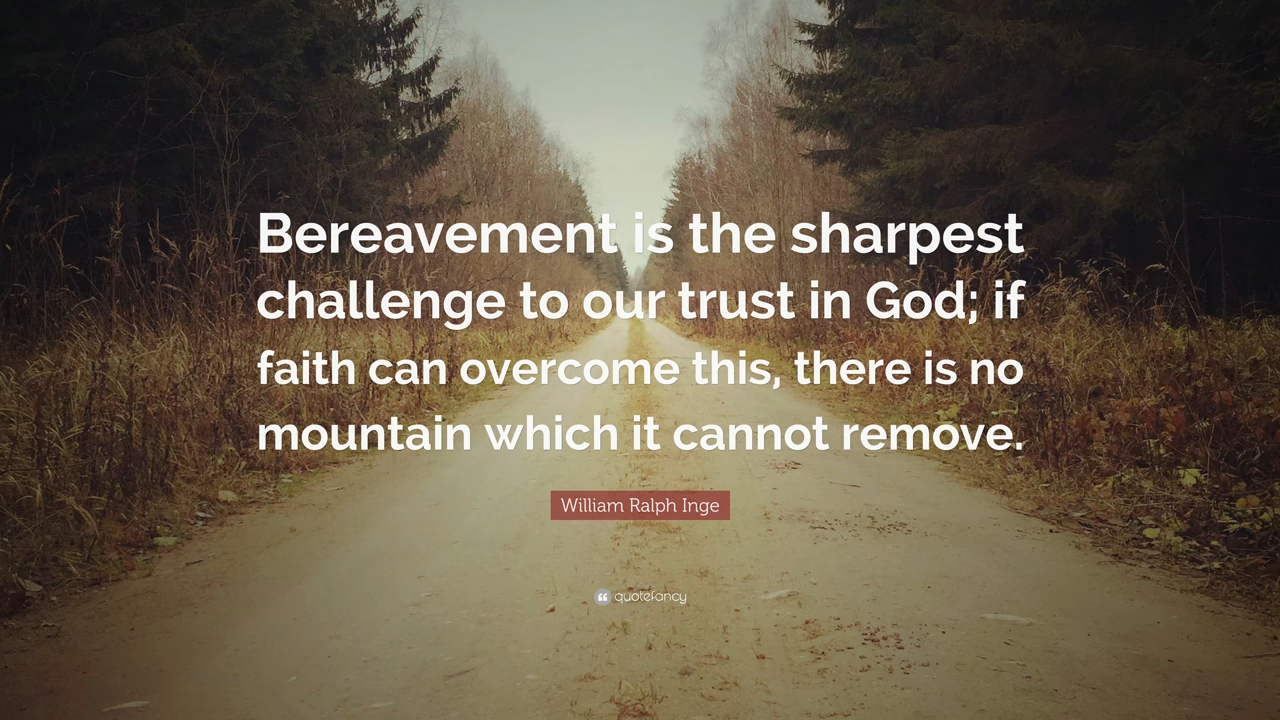 Bereavement is the sharpest
challenge to our trust in God; if
faith can overcome this, there is no
mountain which it cannot remove.
William Ralph Inge
quotefancy